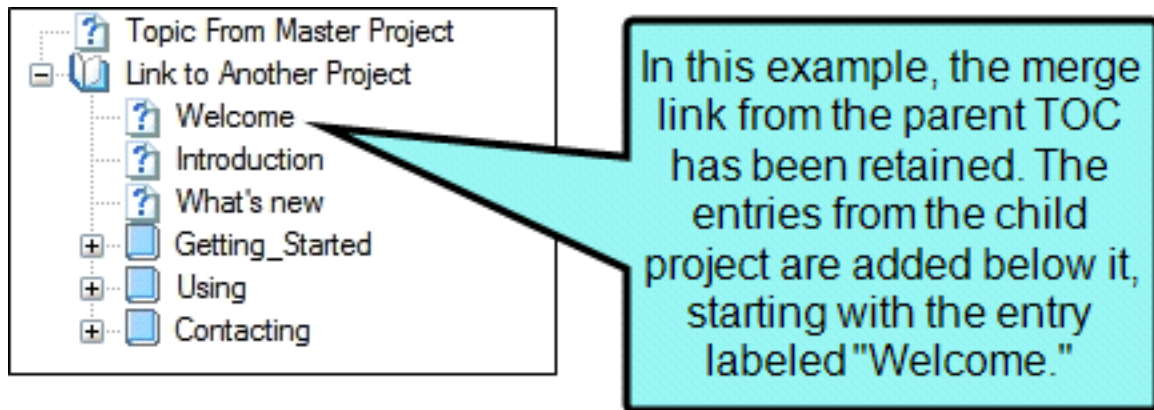 Topic From Master Project
Link to Another Project
Welcome
Introduction
What's new
Getting_Started
Using
Contacting
In this example, the merge
link from the parent TOC
has been retained. The
entries from the child
project are added below it,
starting with the entry
labeled "Welcome."